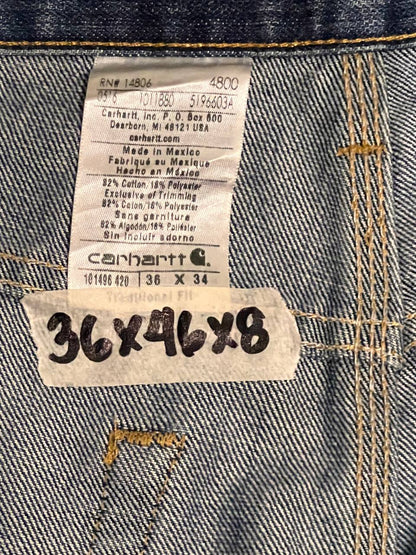 RN# 14806 4800
0516 1011880 5196603A
Carhartt, Inc. P. O. Box 600
Dearborn, MI 48121 USA
carhartt.com
Made in Mexico
Fabriqué au Mexique
Hecho en México
82% Cotton/18% Polyester
Exclusive of Trimming
82% Coton/18% Polyester
Sans garniture
82% Algodón/18% Poliéster
Sin incluir adorno
carhartt
101496 420 36 X 34
Traditional Fit
36x46x8